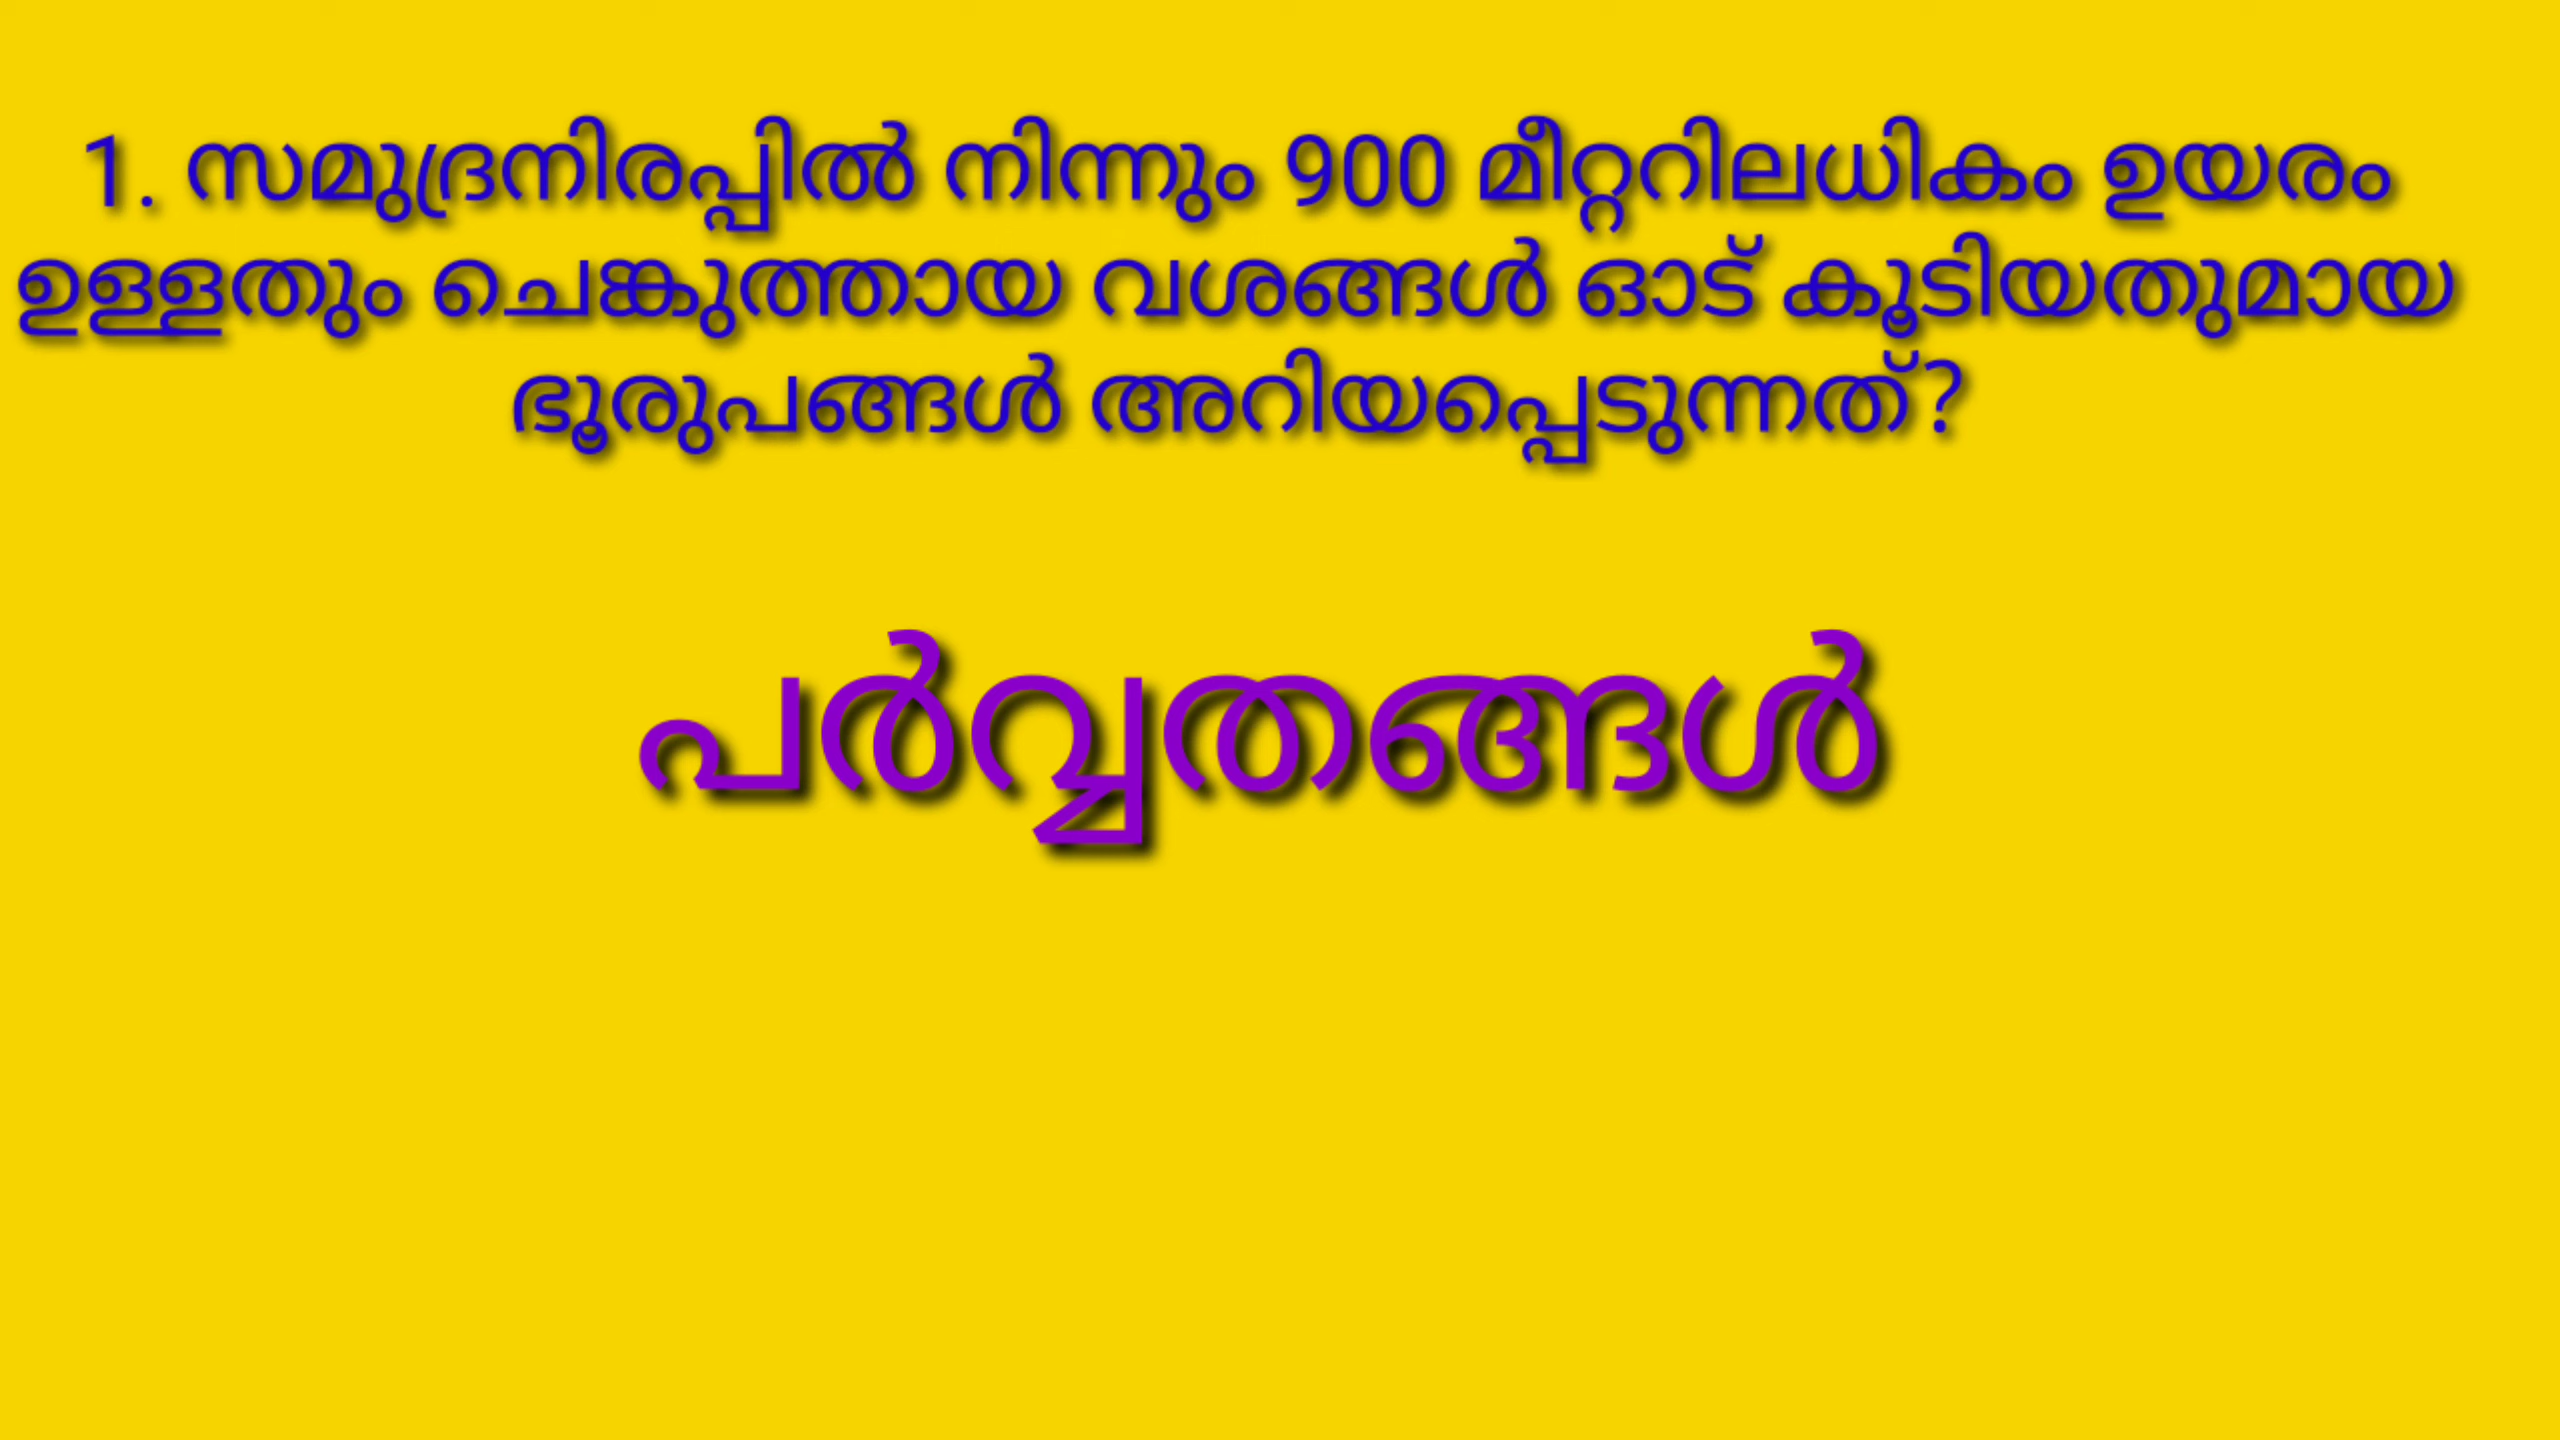 1. സമുദ്രനിരപ്പിൽ നിന്നും 900 മീറ്ററിലധികം ഉയരം
ഉള്ളതും ചെങ്കുത്തായ വശങ്ങൾ ഓട് കൂടിയതുമായ
ഭൂരുപങ്ങൾ അറിയപ്പെടുന്നത്?
പർവ്വതങ്ങൾ